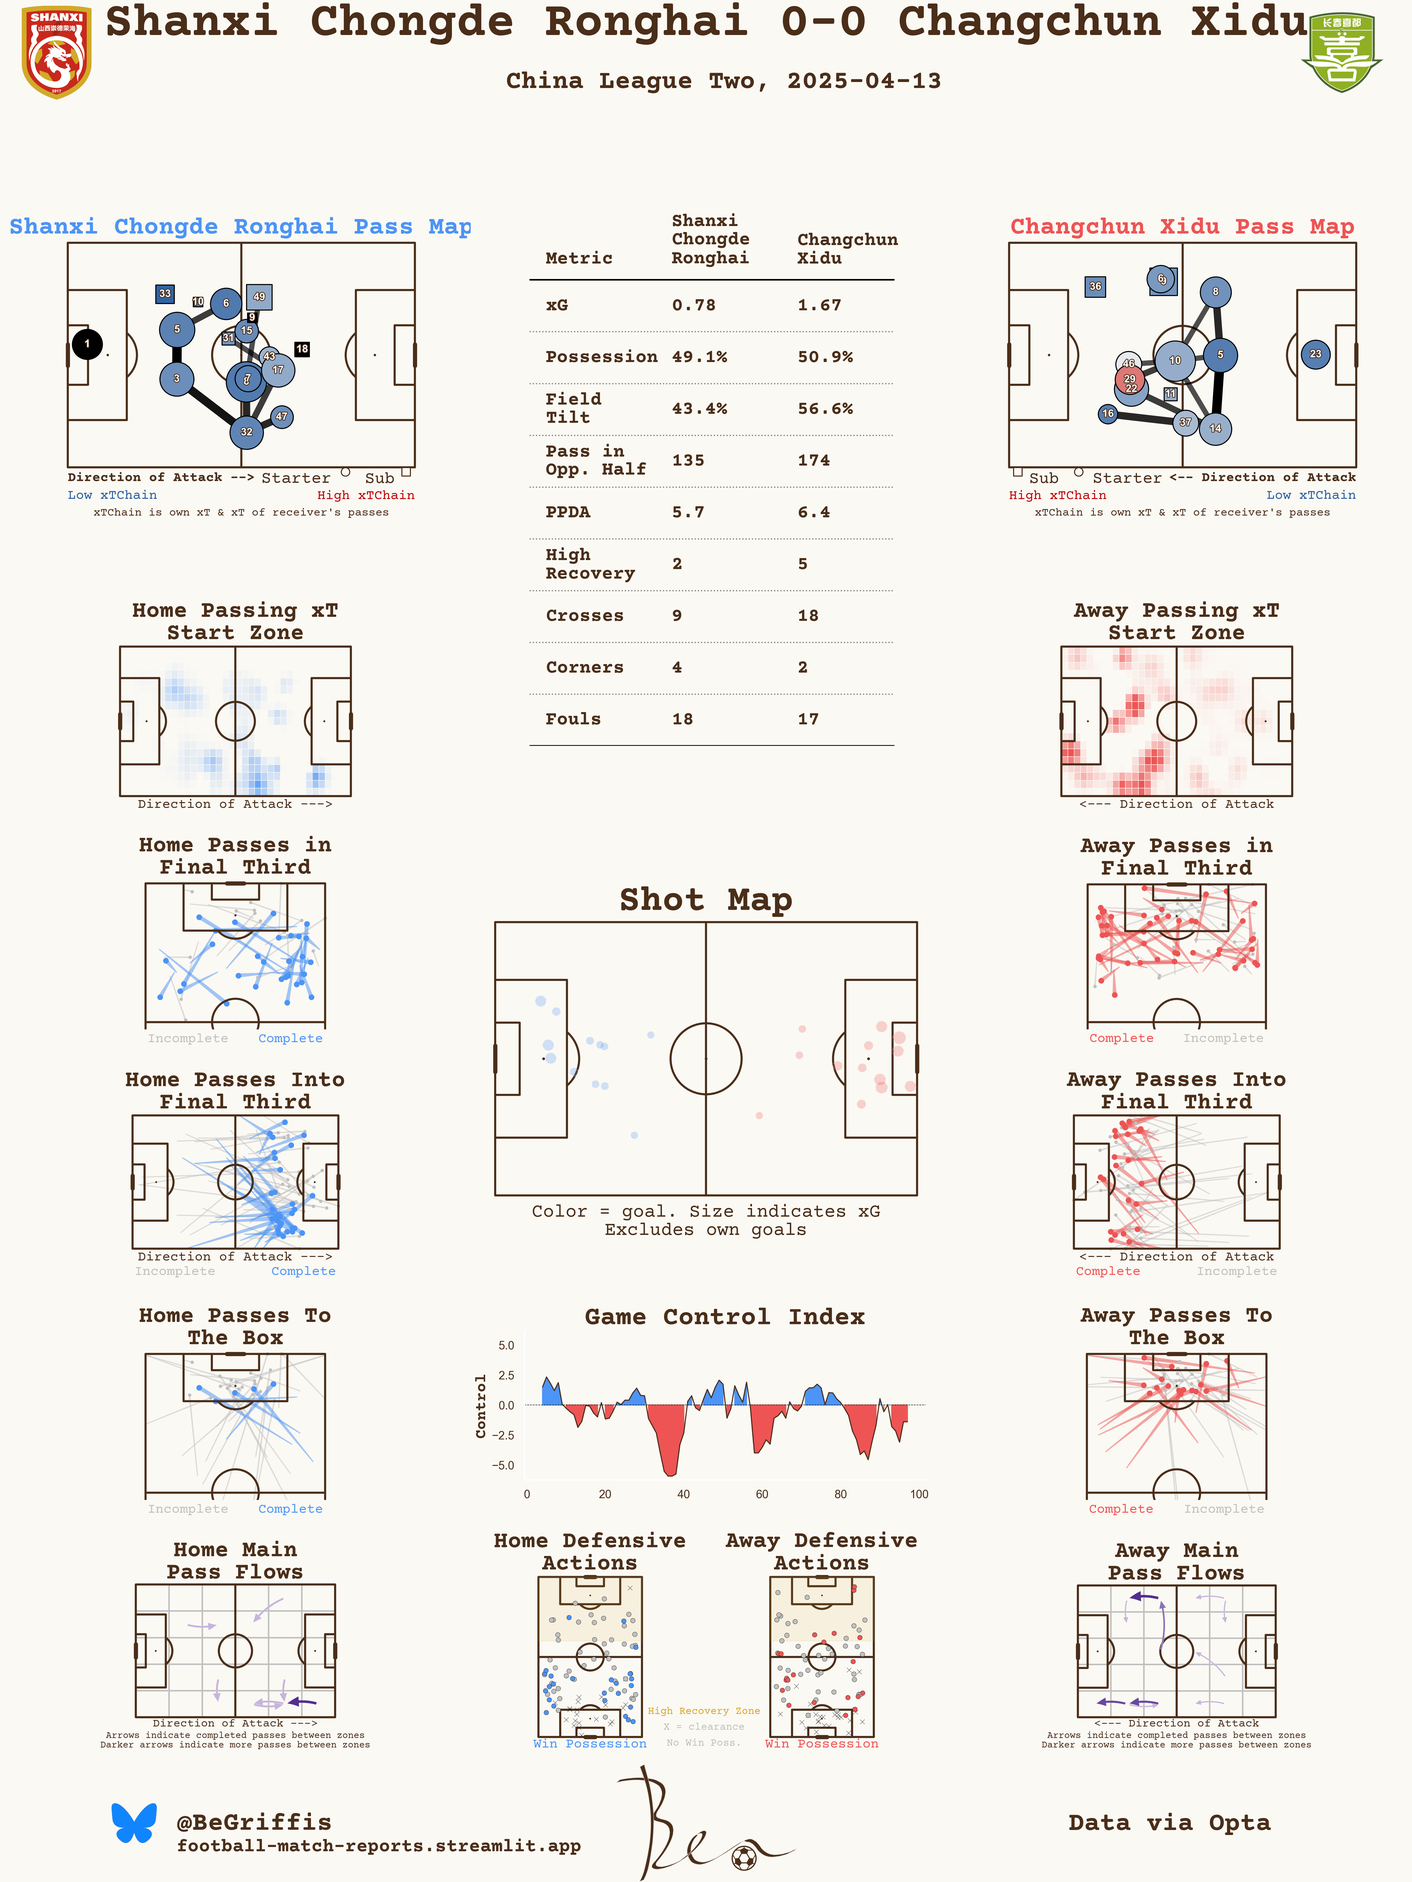 Shanxi Chongde Ronghai 0-0 Changchun Xidu
China League Two, 2025-04-13
SHANXI
山西崇德荣海
2017
长春喜都
喜
Shanxi Chongde Ronghai Pass Map
33
10
6
49
9
5
15
31
1
43
18
3
7
17
47
32
Direction of Attack --> Starter Sub
Low xTChain High xTChain
xTChain is own xT & xT of receiver's passes
Metric Shanxi Chongde Ronghai Changchun Xidu
xG 0.78 1.67
Possession 49.1% 50.9%
Field Tilt 43.4% 56.6%
Pass in Opp. Half 135 174
PPDA 5.7 6.4
High Recovery 2 5
Crosses 9 18
Corners 4 2
Fouls 18 17
Changchun Xidu Pass Map
36
6
8
46
10
5
23
29
22
11
16
37
14
Sub Starter <-- Direction of Attack
High xTChain Low xTChain
xTChain is own xT & xT of receiver's passes
Home Passing xT
Start Zone
Direction of Attack --->
Away Passing xT
Start Zone
<--- Direction of Attack
Home Passes in
Final Third
Incomplete Complete
Away Passes in
Final Third
Complete Incomplete
Shot Map
Color = goal. Size indicates xG
Excludes own goals
Home Passes Into
Final Third
Direction of Attack --->
Incomplete Complete
Away Passes Into
Final Third
<--- Direction of Attack
Complete Incomplete
Home Passes To
The Box
Incomplete Complete
Game Control Index
Control
5.0
2.5
0.0
−2.5
−5.0
0 20 40 60 80 100
Away Passes To
The Box
Complete Incomplete
Home Main
Pass Flows
Direction of Attack --->
Arrows indicate completed passes between zones
Darker arrows indicate more passes between zones
Home Defensive
Actions
Win Possession
High Recovery Zone
X = clearance
No Win Poss.
Away Defensive
Actions
Win Possession
Away Main
Pass Flows
<--- Direction of Attack
Arrows indicate completed passes between zones
Darker arrows indicate more passes between zones
@BeGriffis
football-match-reports.streamlit.app
Ben
Data via Opta